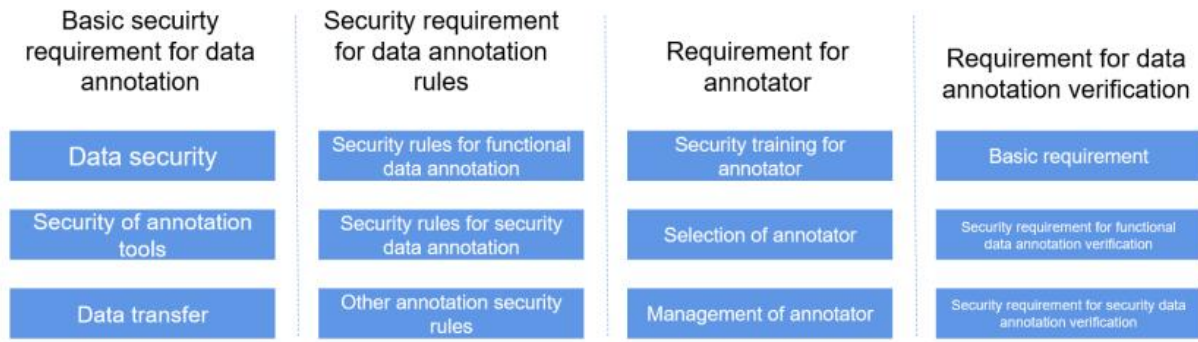 Basic secuirty
requirement for data
annotation
Data security
Security of annotation
tools
Data transfer
Security requirement
for data annotation
rules
Security rules for functional
data annotation
Security rules for security
data annotation
Other annotation security
rules
Requirement for
annotator
Security training for
annotator
Selection of annotator
Management of annotator
Requirement for data
annotation verification
Basic requirement
Security requirement for functional
data annotation verification
Security requirement for security data
annotation verification